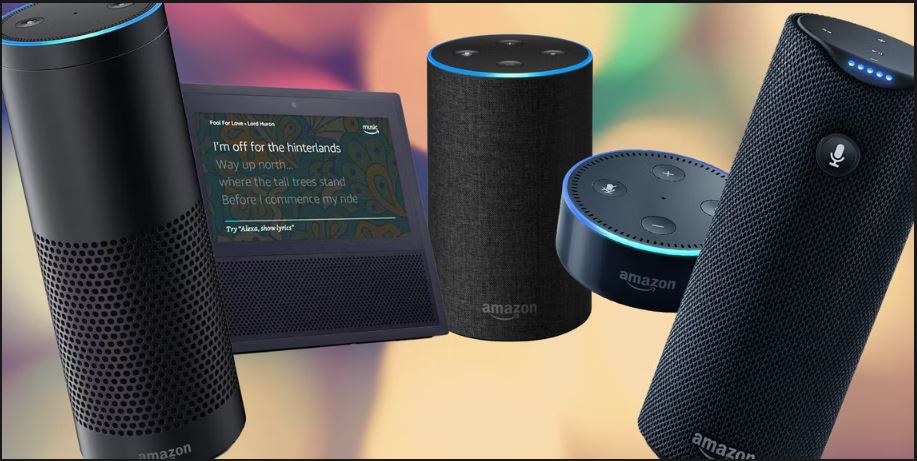 Fool For Love • Lord Huron
music
I'm off for the hinterlands
Way up north...
where the tall trees stand
Before I commence my ride
Try "Alexa, show lyrics"
amazon
amazon
amazon
amazon